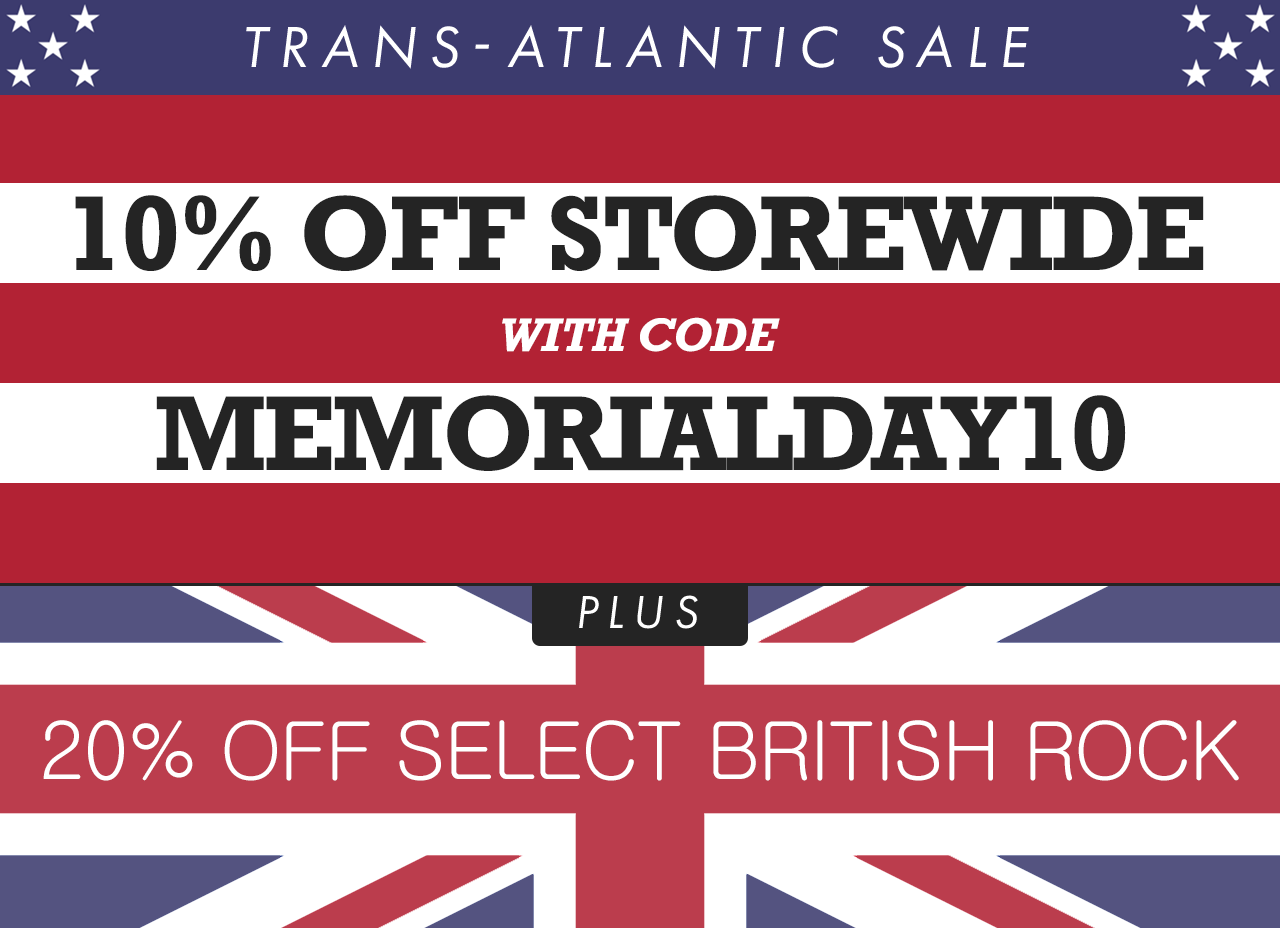 TRANS-ATLANTIC SALE
10% OFF STOREWIDE
WITH CODE
MEMORIALDAY10
PLUS
20% OFF SELECT BRITISH ROCK